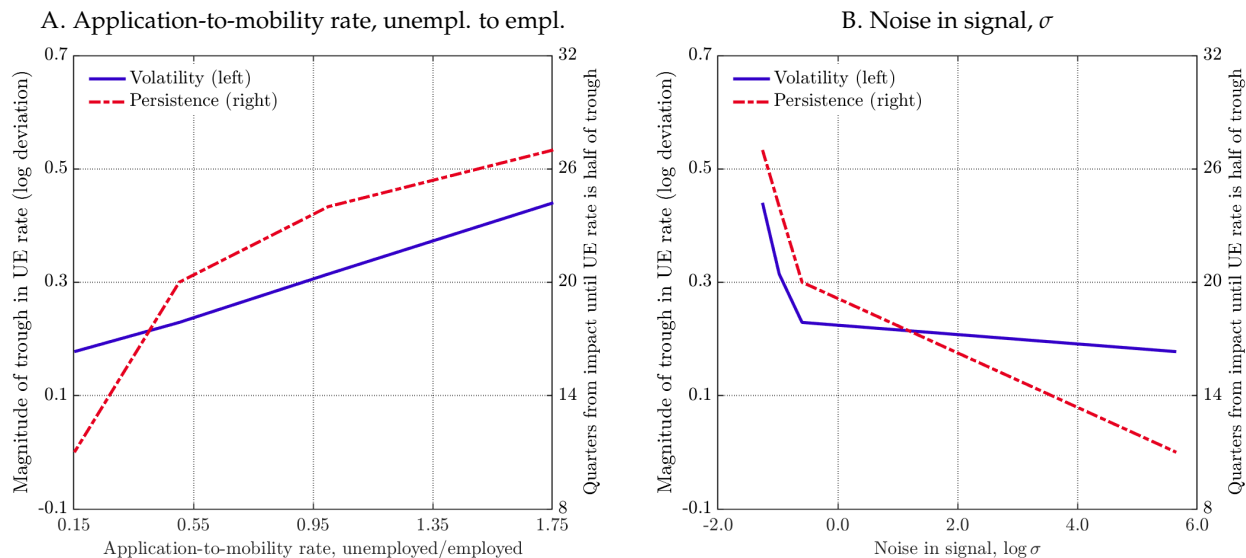 A. Application-to-mobility rate, unempl. to empl.
Magnitude of trough in UE rate (log deviation)
0.7
0.5
0.3
0.1
-0.1
Volatility (left)
Persistence (right)
32
26
20
14
8
Quarters from impact until UE rate is half of trough
0.15 0.55 0.95 1.35 1.75
Application-to-mobility rate, unemployed/employed
B. Noise in signal, σ
Magnitude of trough in UE rate (log deviation)
0.7
0.5
0.3
0.1
-0.1
Volatility (left)
Persistence (right)
32
26
20
14
8
Quarters from impact until UE rate is half of trough
-2.0 0.0 2.0 4.0 6.0
Noise in signal, log σ